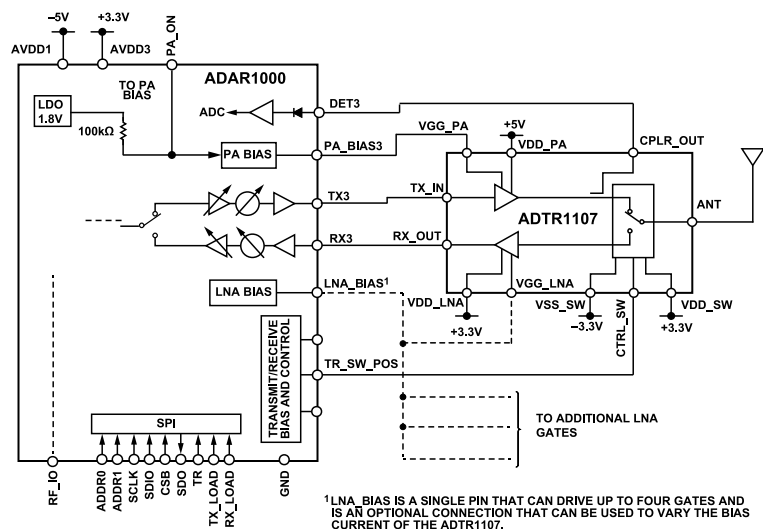 –5V
+3.3V
AVDD1
AVDD3
PA_ON
ADAR1000
TO PA
BIAS
LDO
1.8V
100kΩ
ADC
DET3
PA BIAS
PA_BIAS3
VGG_PA
+5V
VDD_PA
CPLR_OUT
TX3
TX_IN
ADTR1107
ANT
RX3
RX_OUT
LNA BIAS
LNA_BIAS1
VDD_LNA
VGG_LNA
VSS_SW
CTRL_SW
VDD_SW
+3.3V
–3.3V
+3.3V
TRANSMIT/RECEIVE
BIAS AND CONTROL
TR_SW_POS
SPI
TO ADDITIONAL LNA
GATES
RF_IO
ADDR0
ADDR1
SCLK
SDIO
CSB
SDO
TR
TX_LOAD
RX_LOAD
GND
1LNA_BIAS IS A SINGLE PIN THAT CAN DRIVE UP TO FOUR GATES AND
IS AN OPTIONAL CONNECTION THAT CAN BE USED TO VARY THE BIAS
CURRENT OF THE ADTR1107.